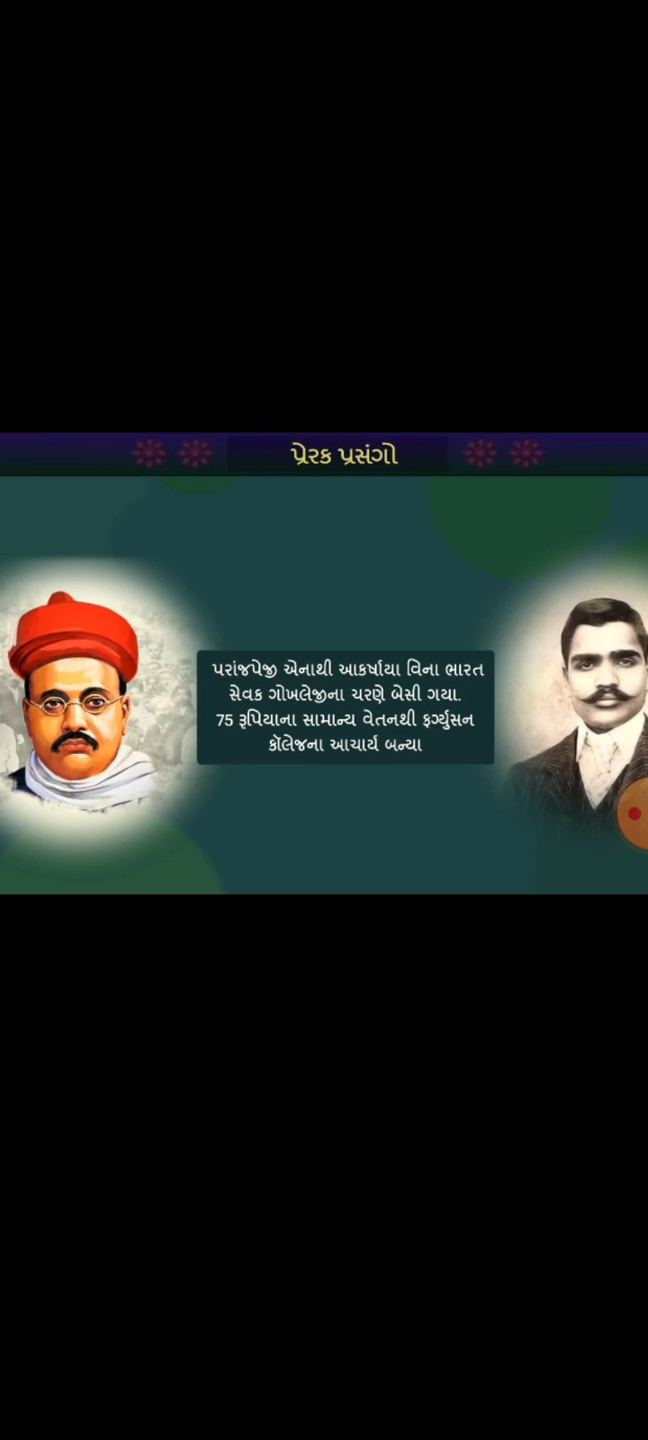 પ્રેરક પ્રસંગો
પરાંજપેજી એનાથી આકર્ષાયા વિના ભારત
સેવક ગોખલેજીના ચરણે બેસી ગયા.
75 રૂપિયાના સામાન્ય વેતનથી ફર્ગ્યુસન
કૉલેજના આચાર્ય બન્યા